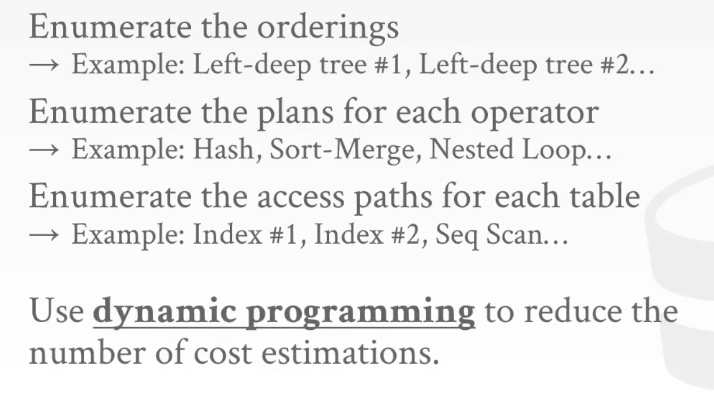 Enumerate the orderings
→ Example: Left-deep tree #1, Left-deep tree #2…
Enumerate the plans for each operator
→ Example: Hash, Sort-Merge, Nested Loop…
Enumerate the access paths for each table
→ Example: Index #1, Index #2, Seq Scan…
Use dynamic programming to reduce the
number of cost estimations.